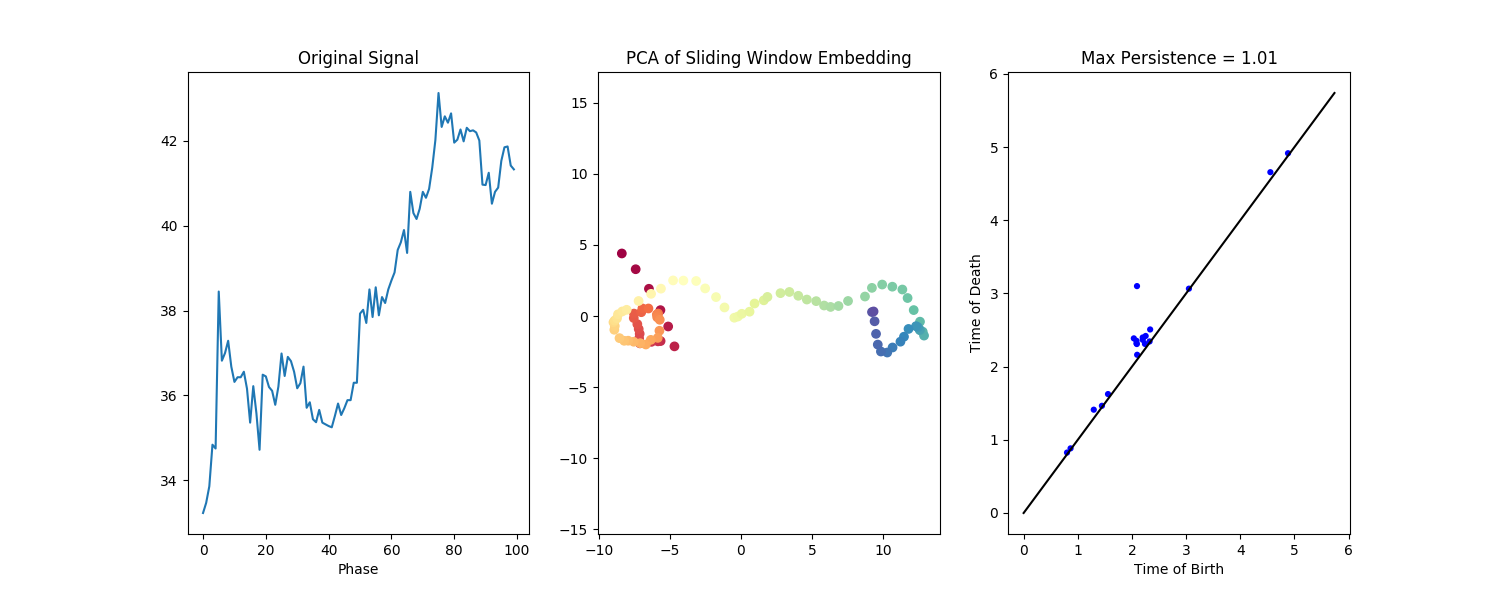 Original Signal
42
40
38
36
34
0 20 40 60 80 100
Phase
PCA of Sliding Window Embedding
15
10
5
0
−5
−10
−15
−10 −5 0 5 10
Max Persistence = 1.01
Time of Death
6
5
4
3
2
1
0
0 1 2 3 4 5 6
Time of Birth